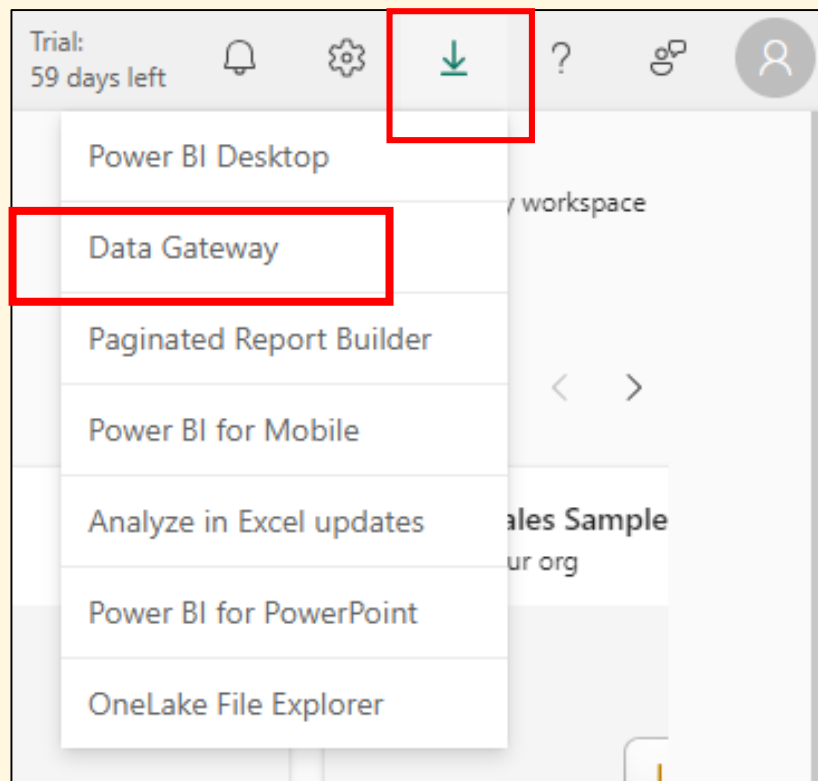 Trial:
59 days left
?
Power BI Desktop
y workspace
Data Gateway
Paginated Report Builder
Power BI for Mobile
Analyze in Excel updates
ales Sample
ur org
Power BI for PowerPoint
OneLake File Explorer